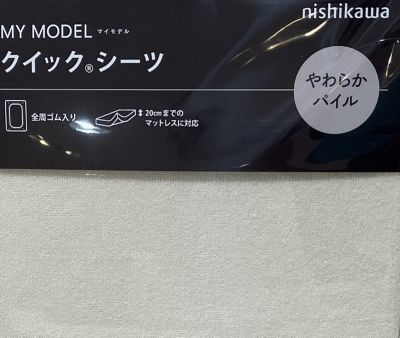 nishikawa
MY MODEL マイモデル
クイック®シーツ
やわらか
パイル
全周ゴム入り
20cmまでの
マットレスに対応